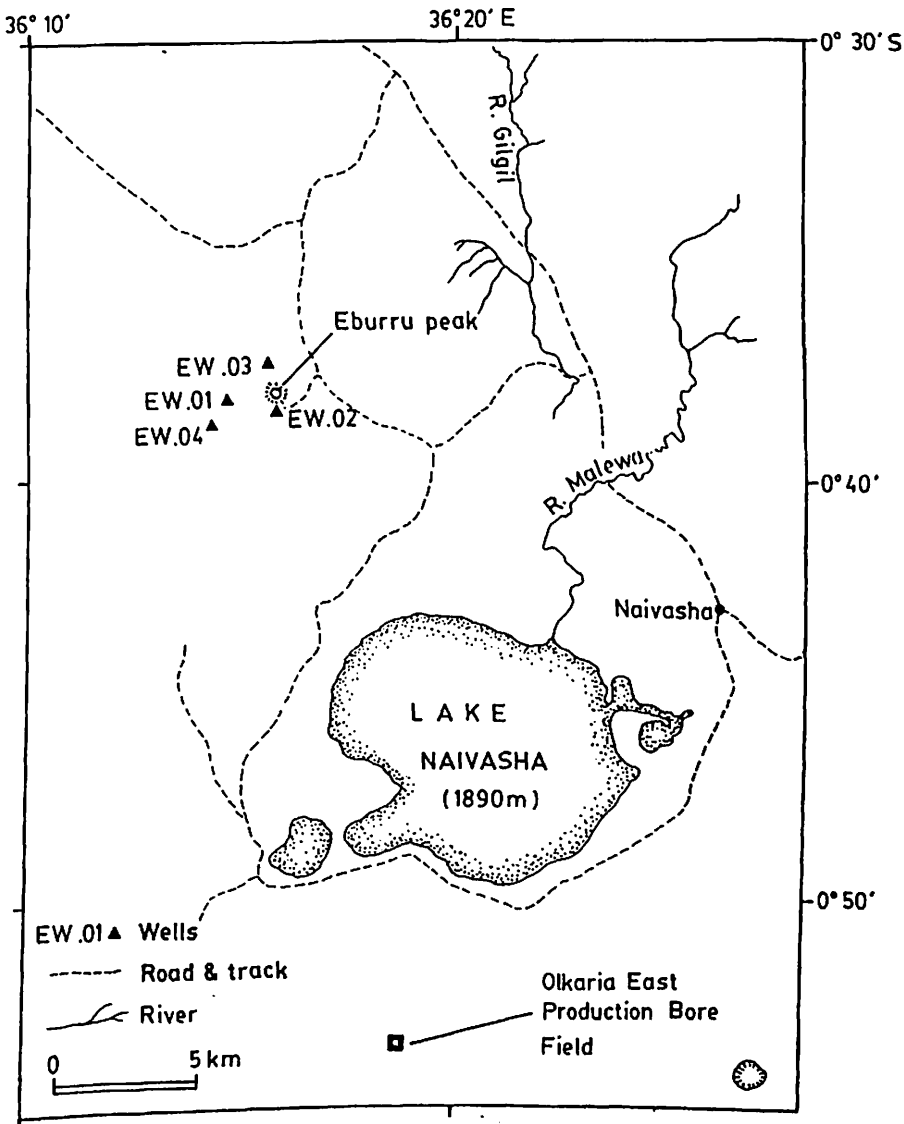 36° 10′
36° 20′ E
0° 30′ S
R. Gilgil
Eburru peak
EW.03
EW.01
EW.02
EW.04
R. Malewa
0° 40′
Naivasha
LAKE
NAIVASHA
(1890m)
0° 50′
EW.01 Wells
Road & track
River
0 5 km
Olkaria East
Production Bore
Field